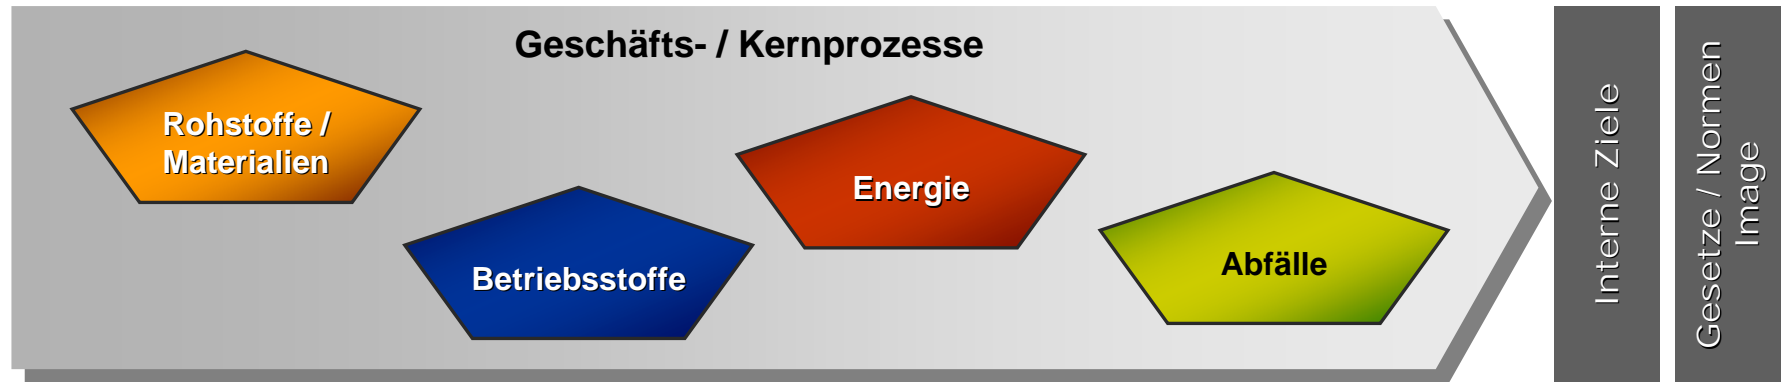 Geschäfts- / Kernprozesse
Rohstoffe /
Materialien
Betriebsstoffe
Energie
Abfälle
Interne Ziele
Gesetze / Normen
Image